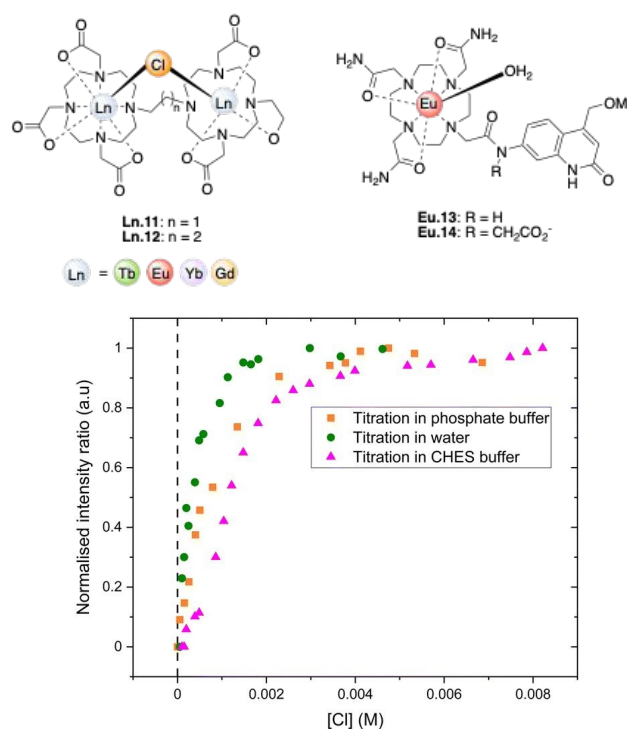 O
O
O
O
Cl
O
O
N
N
N
N
Ln
Ln
N
N
N
N
n
O
O
O
O
O
O
Ln.11: n = 1
Ln.12: n = 2
Ln = Tb Eu Yb Gd
NH2
H2N
O
OH2
O
N
N
Eu
OMe
N
N
O
O
H2N
N
R
N
H
O
Eu.13: R = H
Eu.14: R = CH2CO2-
Normalised intensity ratio (a.u)
1
0.8
0.6
0.4
0.2
0
Titration in phosphate buffer
Titration in water
Titration in CHES buffer
0
0.002
0.004
0.006
0.008
[Cl] (M)